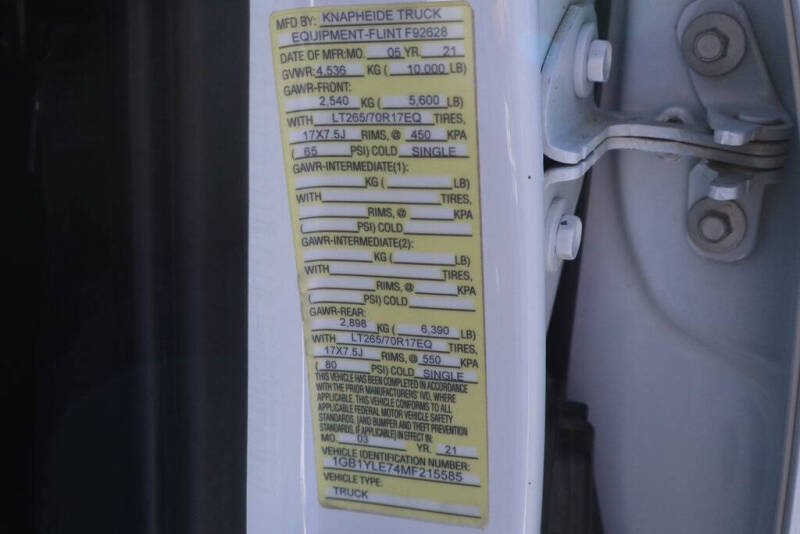 MFD BY: KNAPHEIDE TRUCK
EQUIPMENT-FLINT F92628
DATE OF MFR:MO. 05 YR. 21
GVWR:4,536 KG ( 10,000 LB)
GAWR-FRONT:
2,540 KG ( 5,600 LB)
WITH LT265/70R17EQ TIRES,
17X7.5J RIMS, @ 450 KPA
( 65 PSI) COLD SINGLE
GAWR-INTERMEDIATE(1):
KG ( LB)
WITH TIRES,
RIMS, @ KPA
( PSI) COLD
GAWR-INTERMEDIATE(2):
KG ( LB)
WITH TIRES,
RIMS, @ KPA
( PSI) COLD
GAWR-REAR:
2,898 KG ( 6,390 LB)
WITH LT265/70R17EQ TIRES,
17X7.5J RIMS, @ 550 KPA
( 80 PSI) COLD SINGLE
THIS VEHICLE HAS BEEN COMPLETED IN ACCORDANCE
WITH THE PRIOR MANUFACTURERS' IVD, WHERE
APPLICABLE. THIS VEHICLE CONFORMS TO ALL
APPLICABLE FEDERAL MOTOR VEHICLE SAFETY
STANDARDS, [AND BUMPER AND THEFT PREVENTION
STANDARDS, IF APPLICABLE] IN EFFECT IN:
MO. 03 YR. 21
VEHICLE IDENTIFICATION NUMBER:
1GB1YLE74MF215585
VEHICLE TYPE:
TRUCK